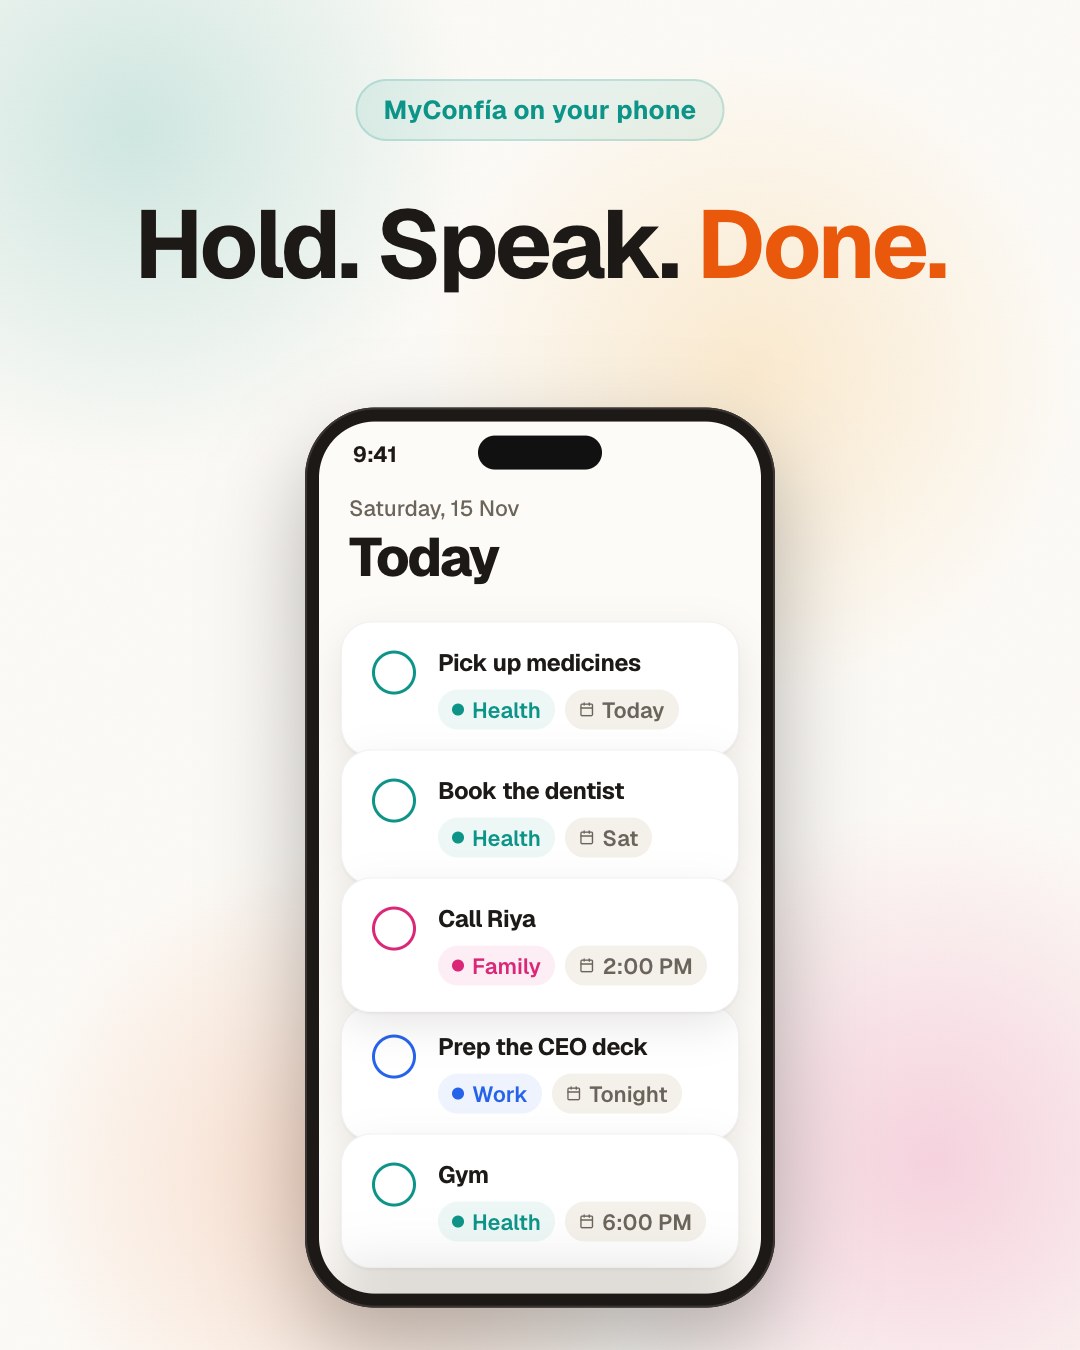 MyConfía on your phone
Hold. Speak. Done.
9:41
Saturday, 15 Nov
Today
Pick up medicines
Health Today
Book the dentist
Health Sat
Call Riya
Family 2:00 PM
Prep the CEO deck
Work Tonight
Gym
Health 6:00 PM